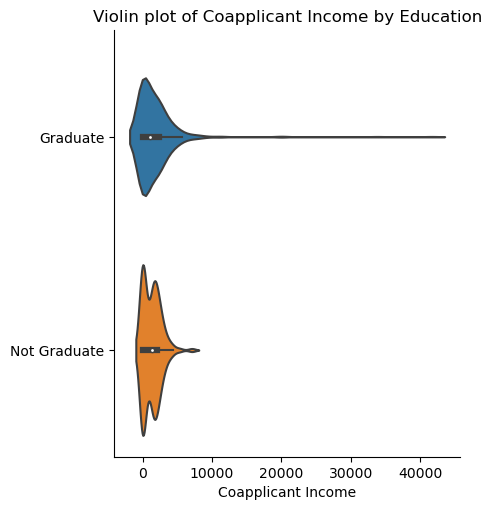 Violin plot of Coapplicant Income by Education
Graduate
Not Graduate
0 10000 20000 30000 40000
Coapplicant Income